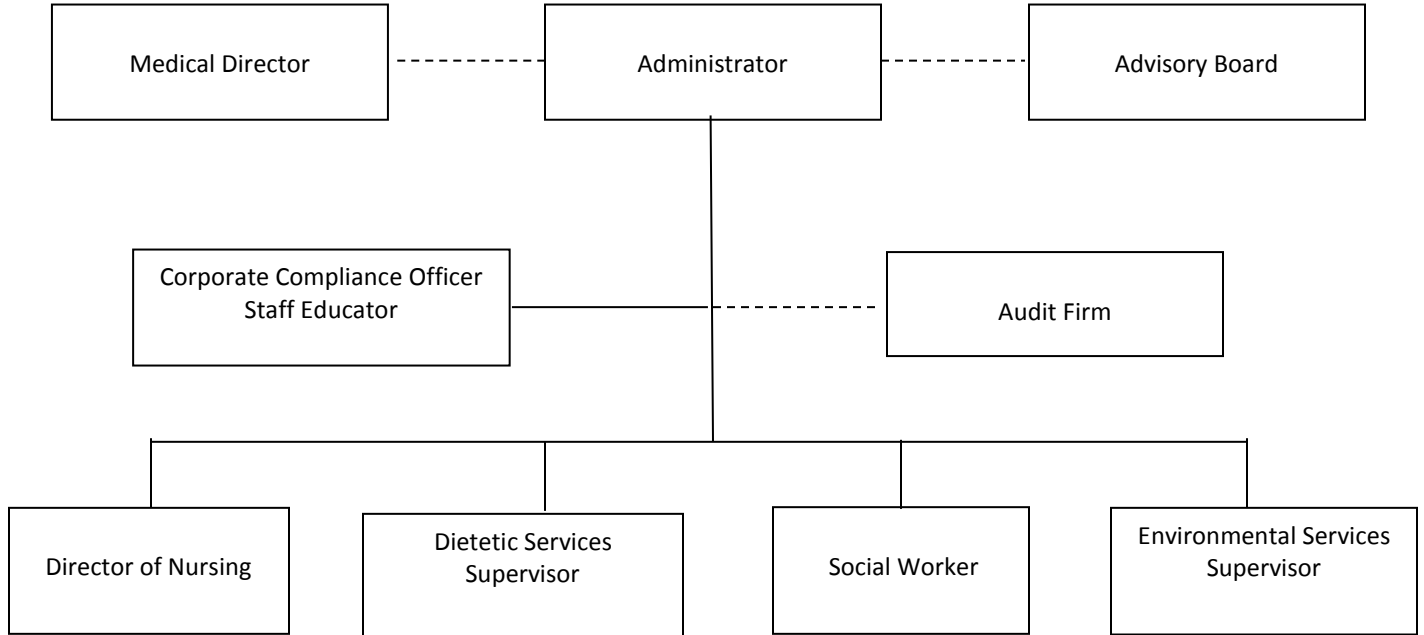 Medical Director
Administrator
Advisory Board
Corporate Compliance Officer
Staff Educator
Audit Firm
Director of Nursing
Dietetic Services
Supervisor
Social Worker
Environmental Services
Supervisor